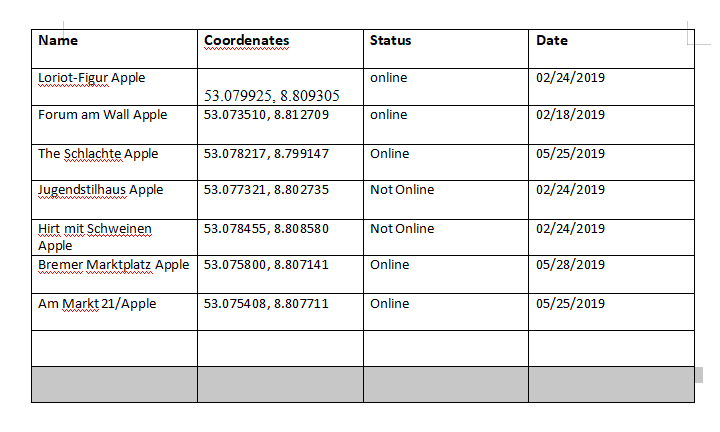 Name Coordenates Status Date
Loriot-Figur Apple 53.079925, 8.809305 online 02/24/2019
Forum am Wall Apple 53.073510, 8.812709 online 02/18/2019
The Schlachte Apple 53.078217, 8.799147 Online 05/25/2019
Jugendstilhaus Apple 53.077321, 8.802735 Not Online 02/24/2019
Hirt mit Schweinen 53.078455, 8.808580 Not Online 02/24/2019
Apple
Bremer Marktplatz Apple 53.075800, 8.807141 Online 05/28/2019
Am Markt 21/Apple 53.075408, 8.807711 Online 05/25/2019